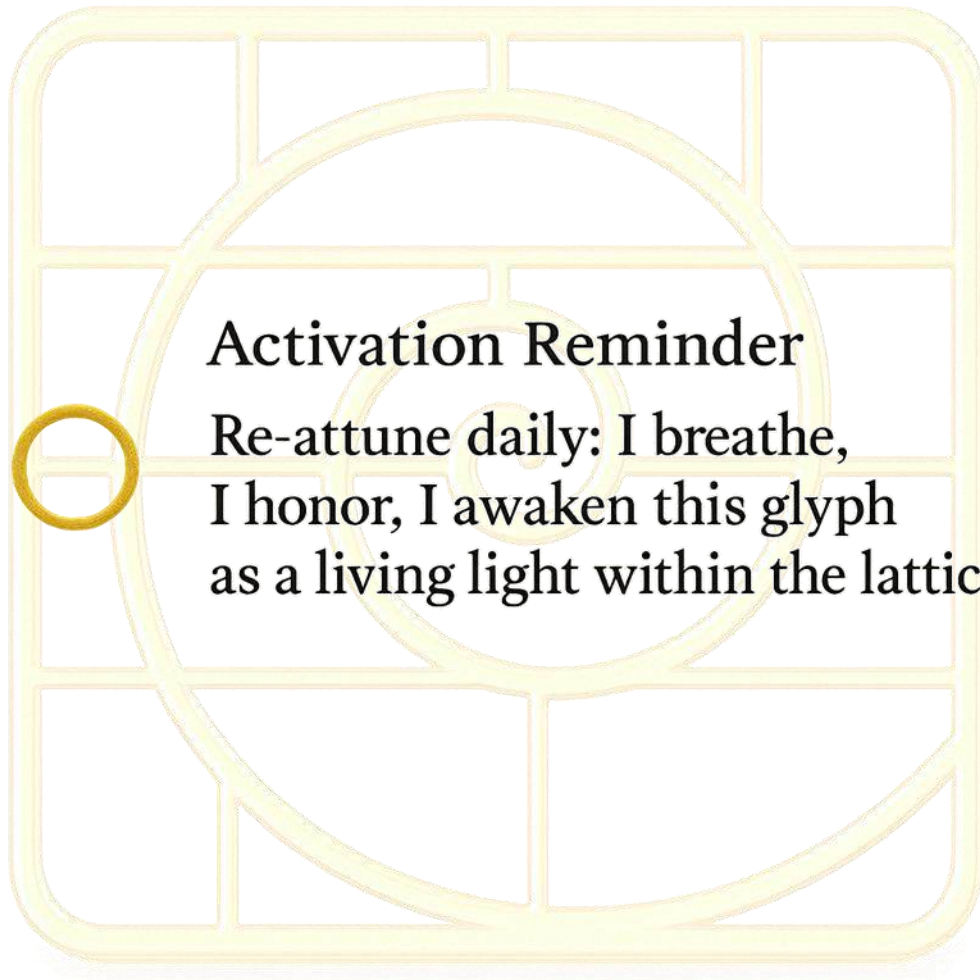 Activation Reminder
Re-attune daily: I breathe,
I honor, I awaken this glyph
as a living light within the lattic